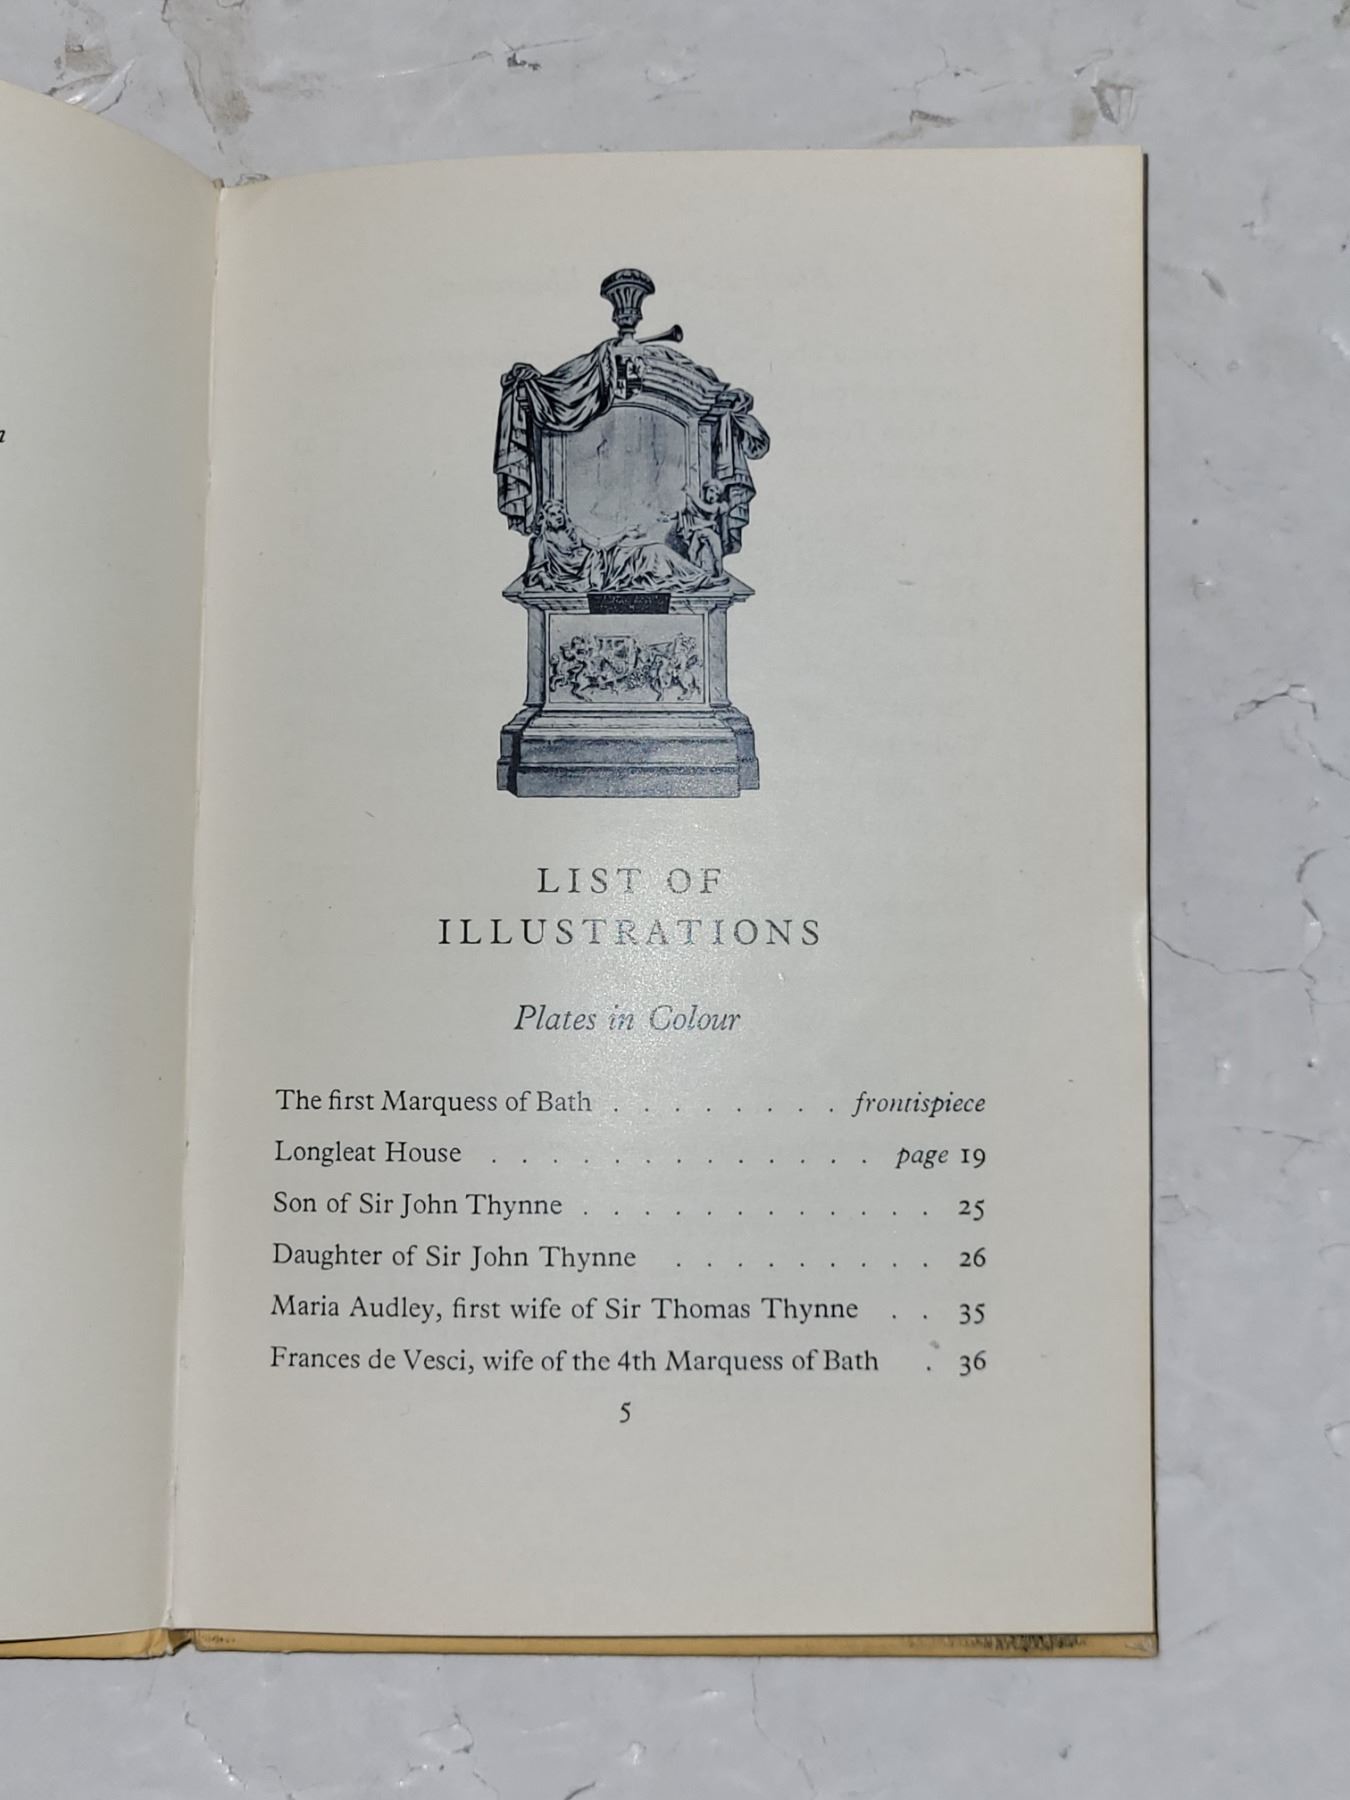 LIST OF
ILLUSTRATIONS
Plates in Colour
The first Marquess of Bath . . . . . . . . frontispiece
Longleat House . . . . . . . . . . . . . page 19
Son of Sir John Thynne . . . . . . . . . . . . 25
Daughter of Sir John Thynne . . . . . . . . . 26
Maria Audley, first wife of Sir Thomas Thynne . . 35
Frances de Vesci, wife of the 4th Marquess of Bath . 36
5